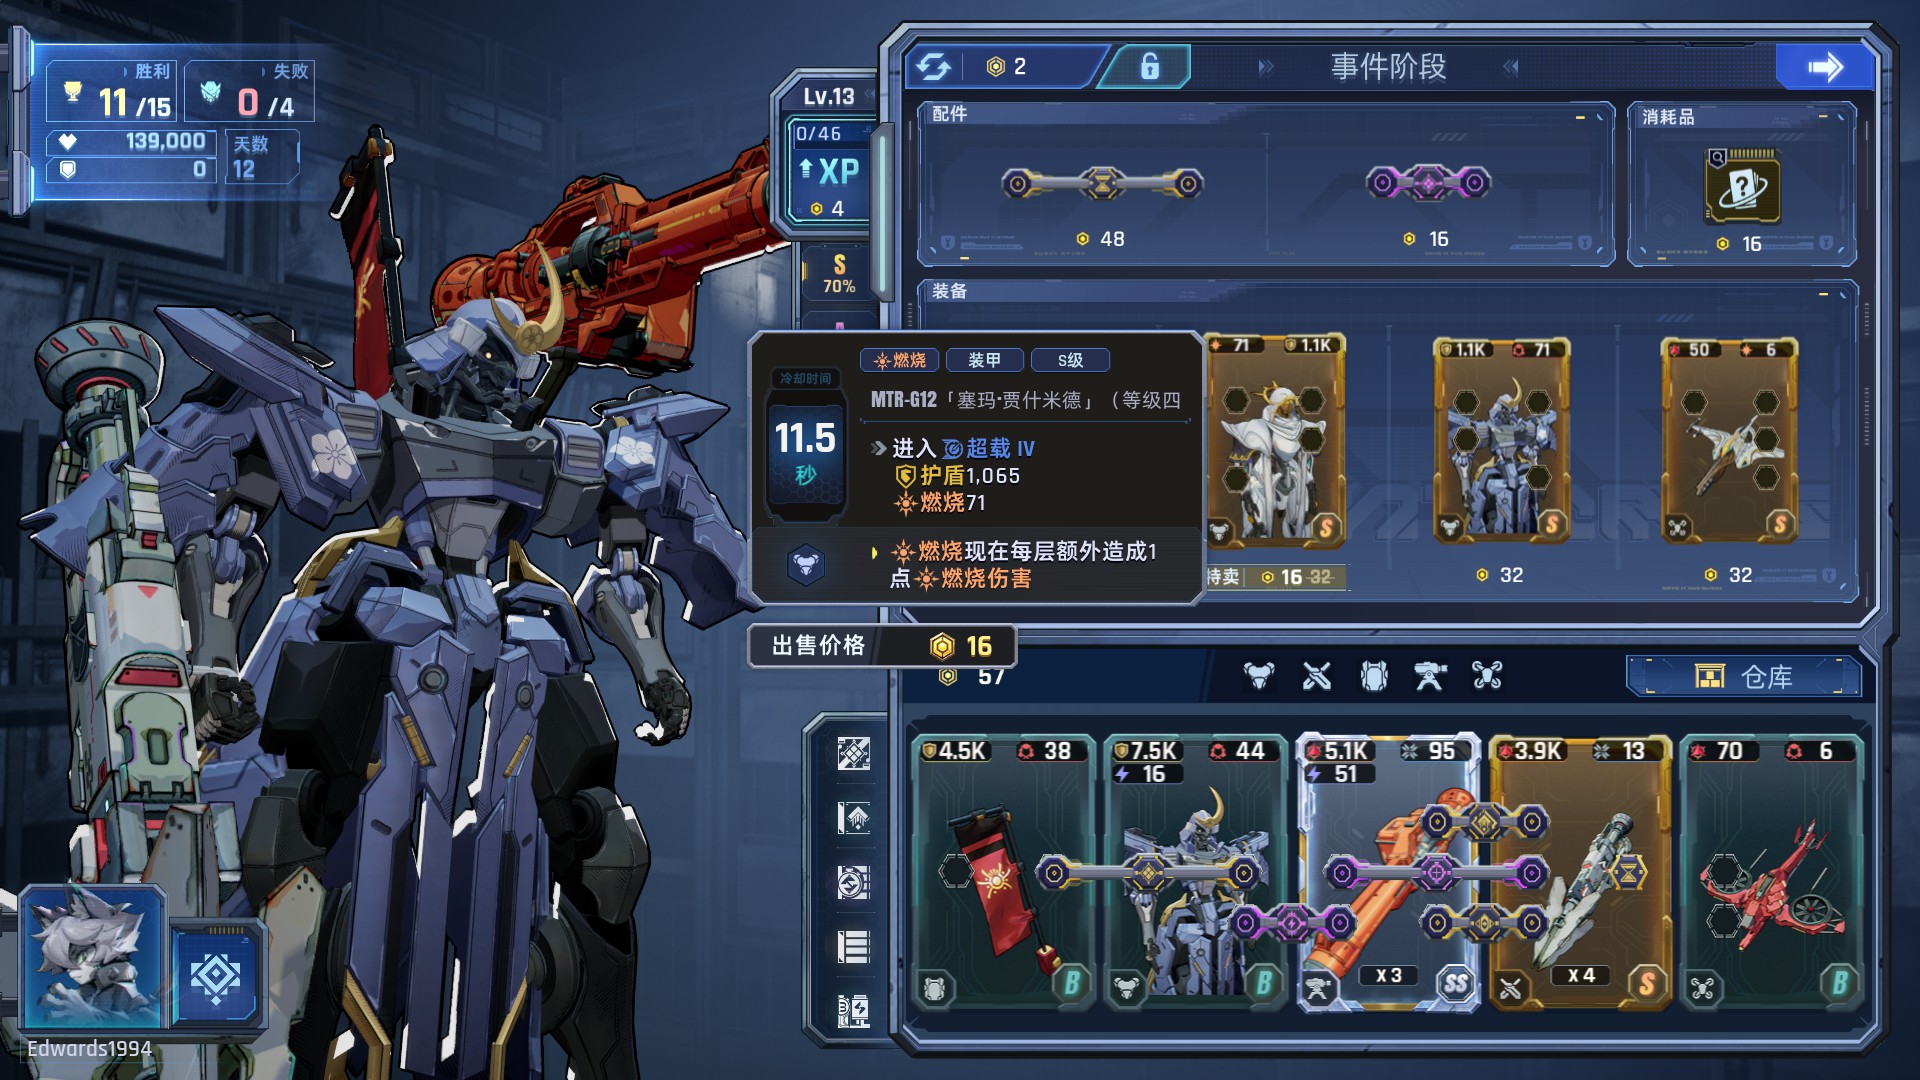 胜利
11/15
失败
0/4
139,000
0
天数
12
Lv.13
0/46
XP
4
S
70%
2
事件阶段
配件
48
16
消耗品
16
装备
71 1.1K
S
特卖 16 32
1.1K 71
S
32
50 6
S
32
燃烧 装甲 S级
冷却时间
11.5
秒
MTR-G12「塞玛·贾什米德」（等级四
进入超载 IV
护盾1,065
燃烧71
燃烧现在每层额外造成1
点燃烧伤害
出售价格 16
57
仓库
4.5K 38
B
7.5K 44
16
B
5.1K 95
51
x3
SS
3.9K 13
x4
S
70 6
B
Edwards1994